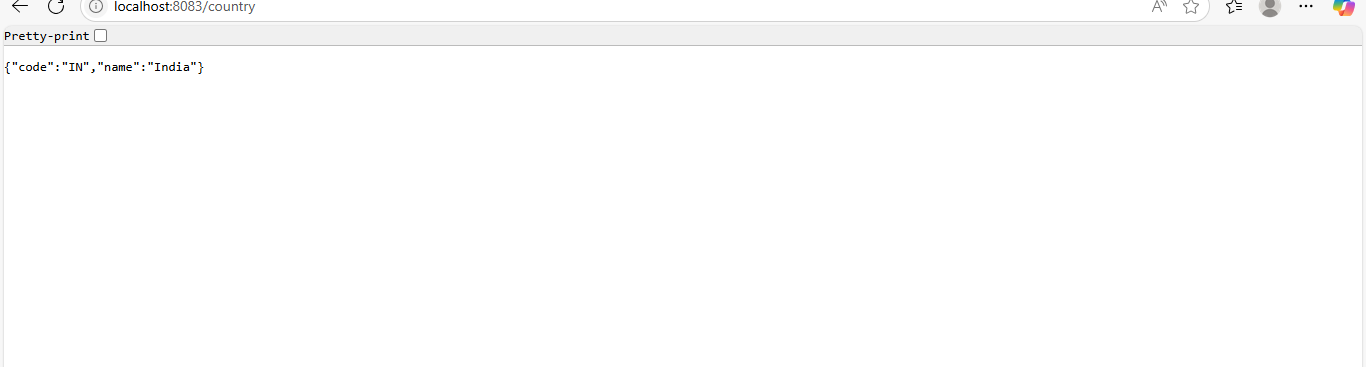 localhost:8083/country
Pretty-print
{"code":"IN","name":"India"}